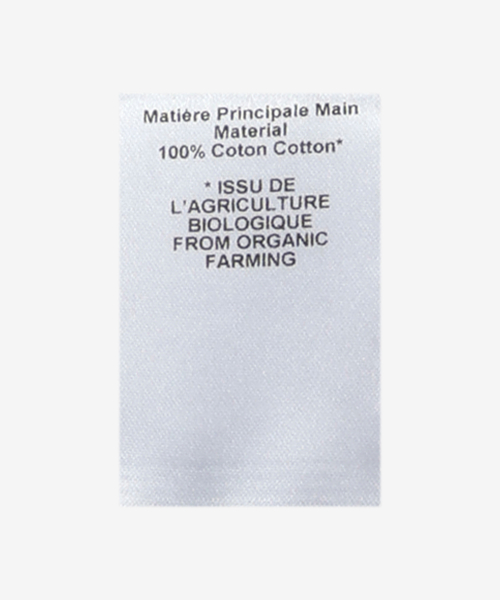 Matière Principale Main
Material
100% Coton Cotton*
* ISSU DE
L'AGRICULTURE
BIOLOGIQUE
FROM ORGANIC
FARMING